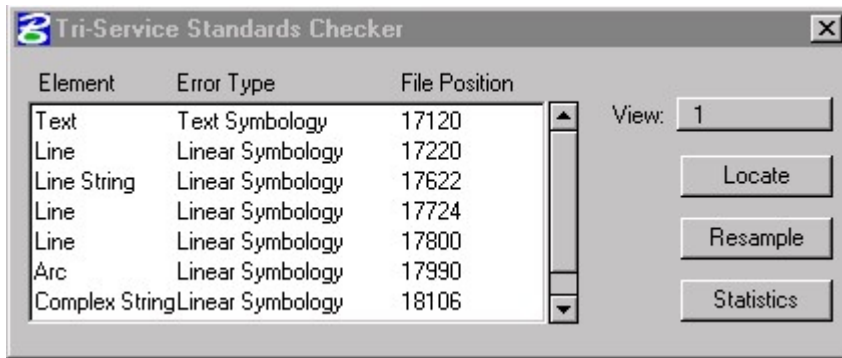 Tri-Service Standards Checker
Element Error Type File Position
Text Text Symbology 17120
Line Linear Symbology 17220
Line String Linear Symbology 17622
Line Linear Symbology 17724
Line Linear Symbology 17800
Arc Linear Symbology 17990
Complex String Linear Symbology 18106
View: 1
Locate
Resample
Statistics